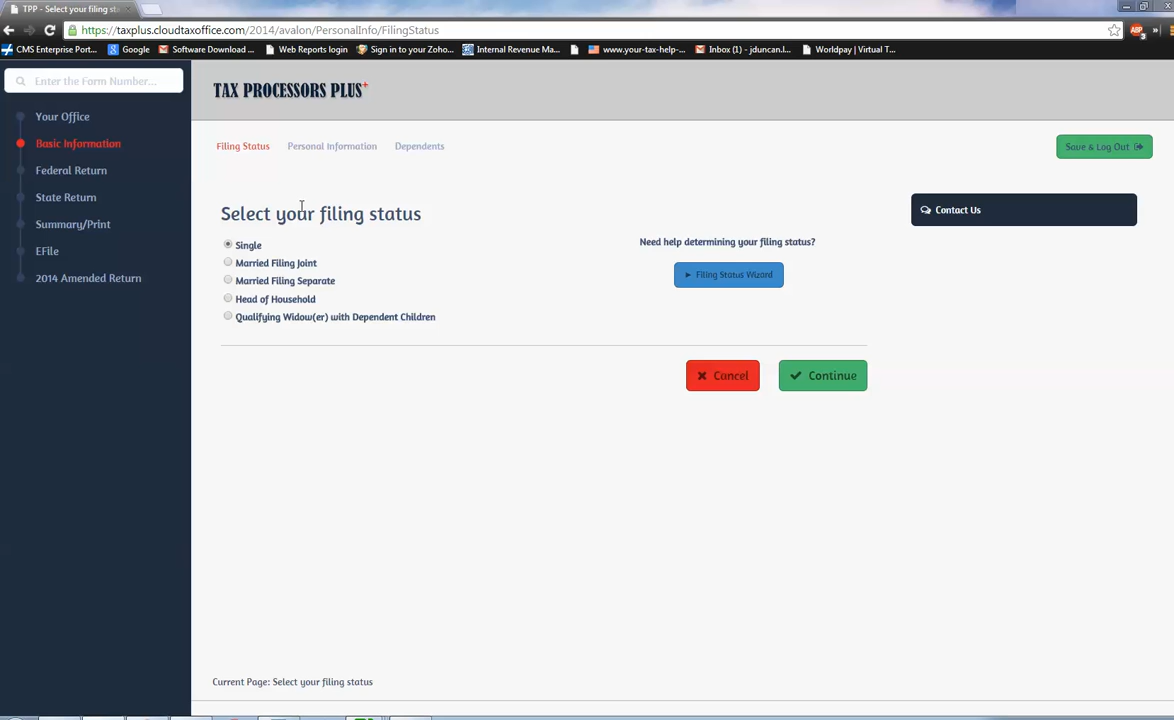 TPP - Select your filing sta
https://taxplus.cloudtaxoffice.com/2014/avalon/PersonalInfo/FilingStatus
CMS Enterprise Port...
Google
Software Download ...
Web Reports login
Sign in to your Zoho...
Internal Revenue Ma...
www.your-tax-help-...
Inbox (1) - jduncan.l...
Worldpay | Virtual T...
ABP
3
»
Enter the Form Number...
TAX PROCESSORS PLUS+
Your Office
Basic Information
Federal Return
State Return
Summary/Print
EFile
2014 Amended Return
Filing Status
Personal Information
Dependents
Save & Log Out
Select your filing status
Contact Us
Single
Married Filing Joint
Married Filing Separate
Head of Household
Qualifying Widow(er) with Dependent Children
Need help determining your filing status?
Filing Status Wizard
Cancel
Continue
Current Page: Select your filing status